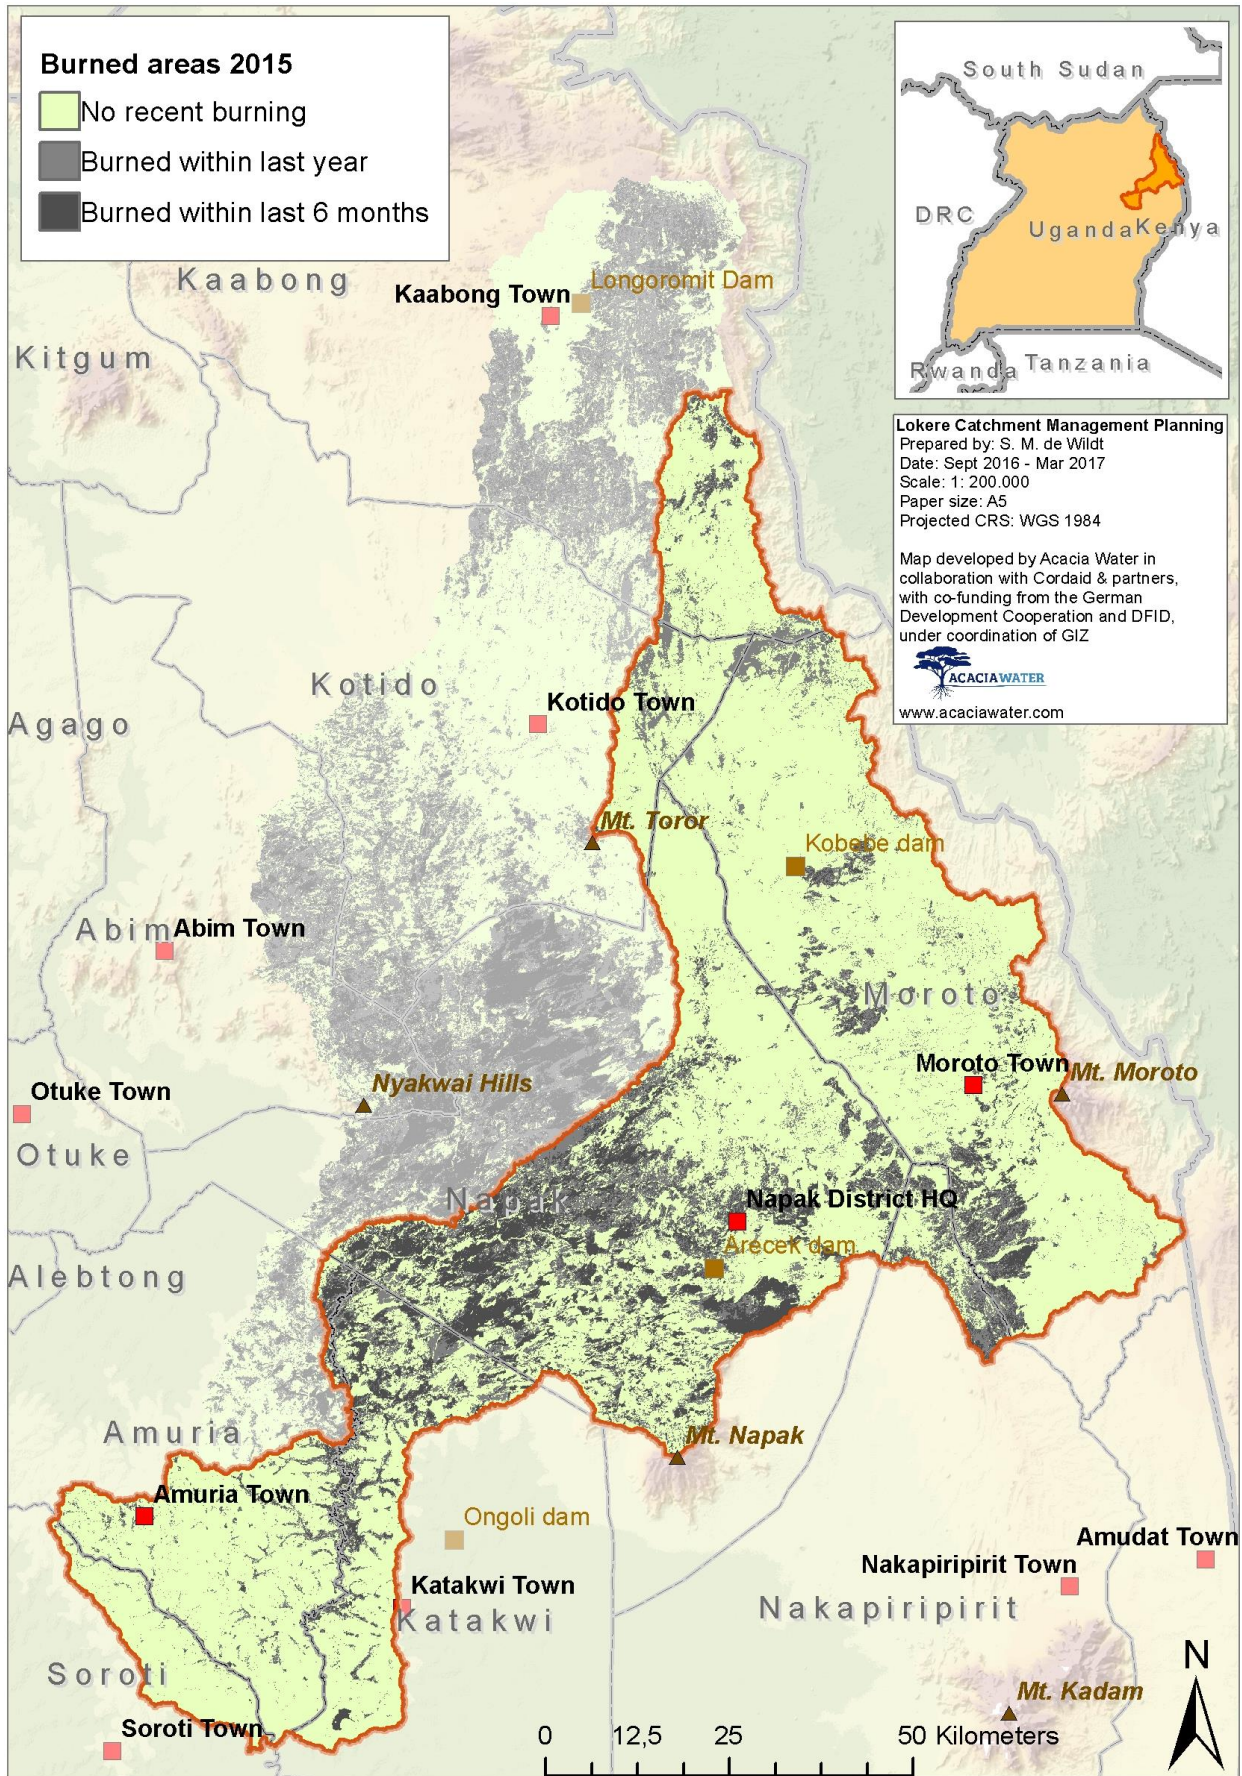 Burned areas 2015
No recent burning
Burned within last year
Burned within last 6 months
South Sudan
DRC
Uganda
Kenya
Rwanda
Tanzania
Lokere Catchment Management Planning
Prepared by: S. M. de Wildt
Date: Sept 2016 - Mar 2017
Scale: 1: 200.000
Paper size: A5
Projected CRS: WGS 1984
Map developed by Acacia Water in
collaboration with Cordaid & partners,
with co-funding from the German
Development Cooperation and DFID,
under coordination of GIZ
ACACIAWATER
www.acaciawater.com
Kaabong
Longoromit Dam
Kaabong Town
Kitgum
Kotido
Kotido Town
Agago
Mt. Toror
Kobebe dam
Abim
Abim Town
Moroto
Moroto Town
Mt. Moroto
Nyakwai Hills
Otuke Town
Otuke
Napak
Napak District HQ
Arecek dam
Alebtong
Amuria
Mt. Napak
Amuria Town
Ongoli dam
Amudat Town
Nakapiripirit Town
Katakwi Town
Katakwi
Nakapiripirit
Soroti
Mt. Kadam
Soroti Town
N
0 12,5 25 50 Kilometers